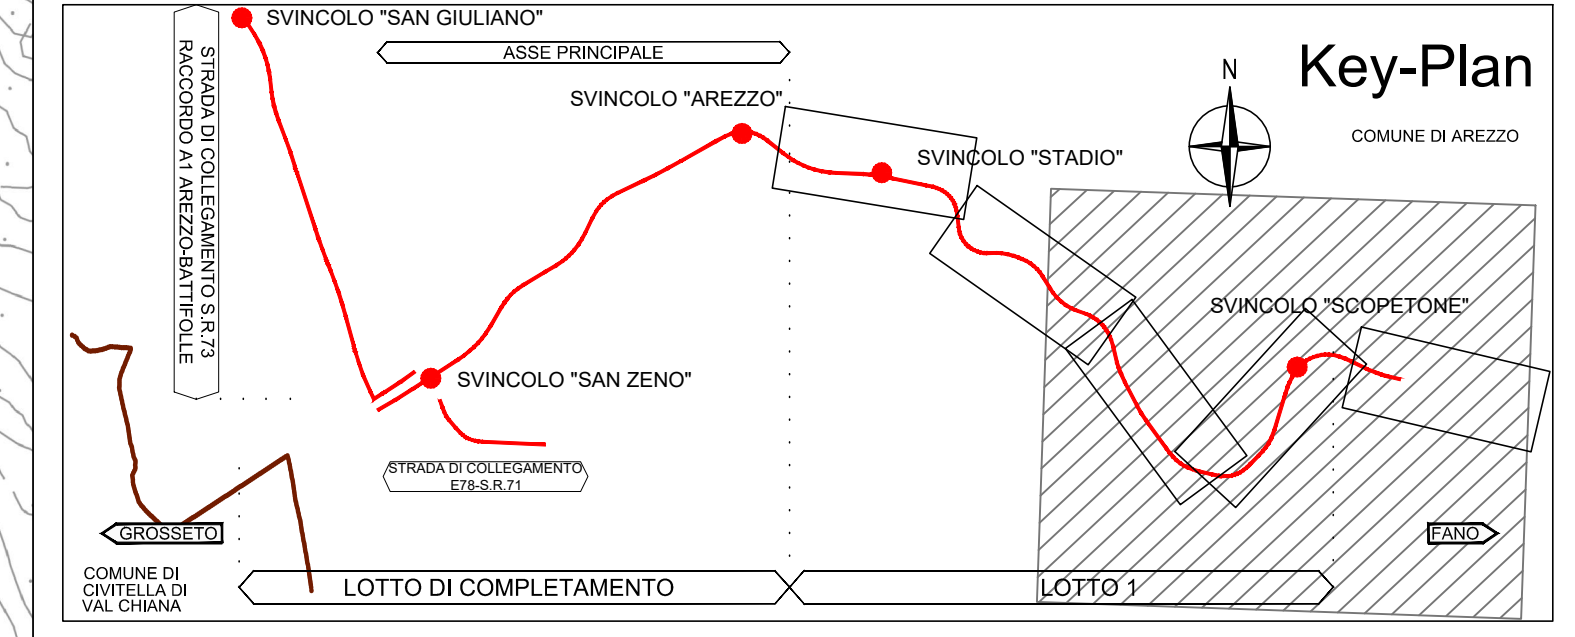 SVINCOLO "SAN GIULIANO"
STRADA DI COLLEGAMENTO S.R.73
RACCORDO A1 AREZZO-BATTIFOLLE
ASSE PRINCIPALE
Key-Plan
N
SVINCOLO "AREZZO"
COMUNE DI AREZZO
SVINCOLO "STADIO"
SVINCOLO "SCOPETONE"
SVINCOLO "SAN ZENO"
STRADA DI COLLEGAMENTO
E78-S.R.71
GROSSETO
FANO
COMUNE DI
CIVITELLA DI
VAL CHIANA
LOTTO DI COMPLETAMENTO
LOTTO 1